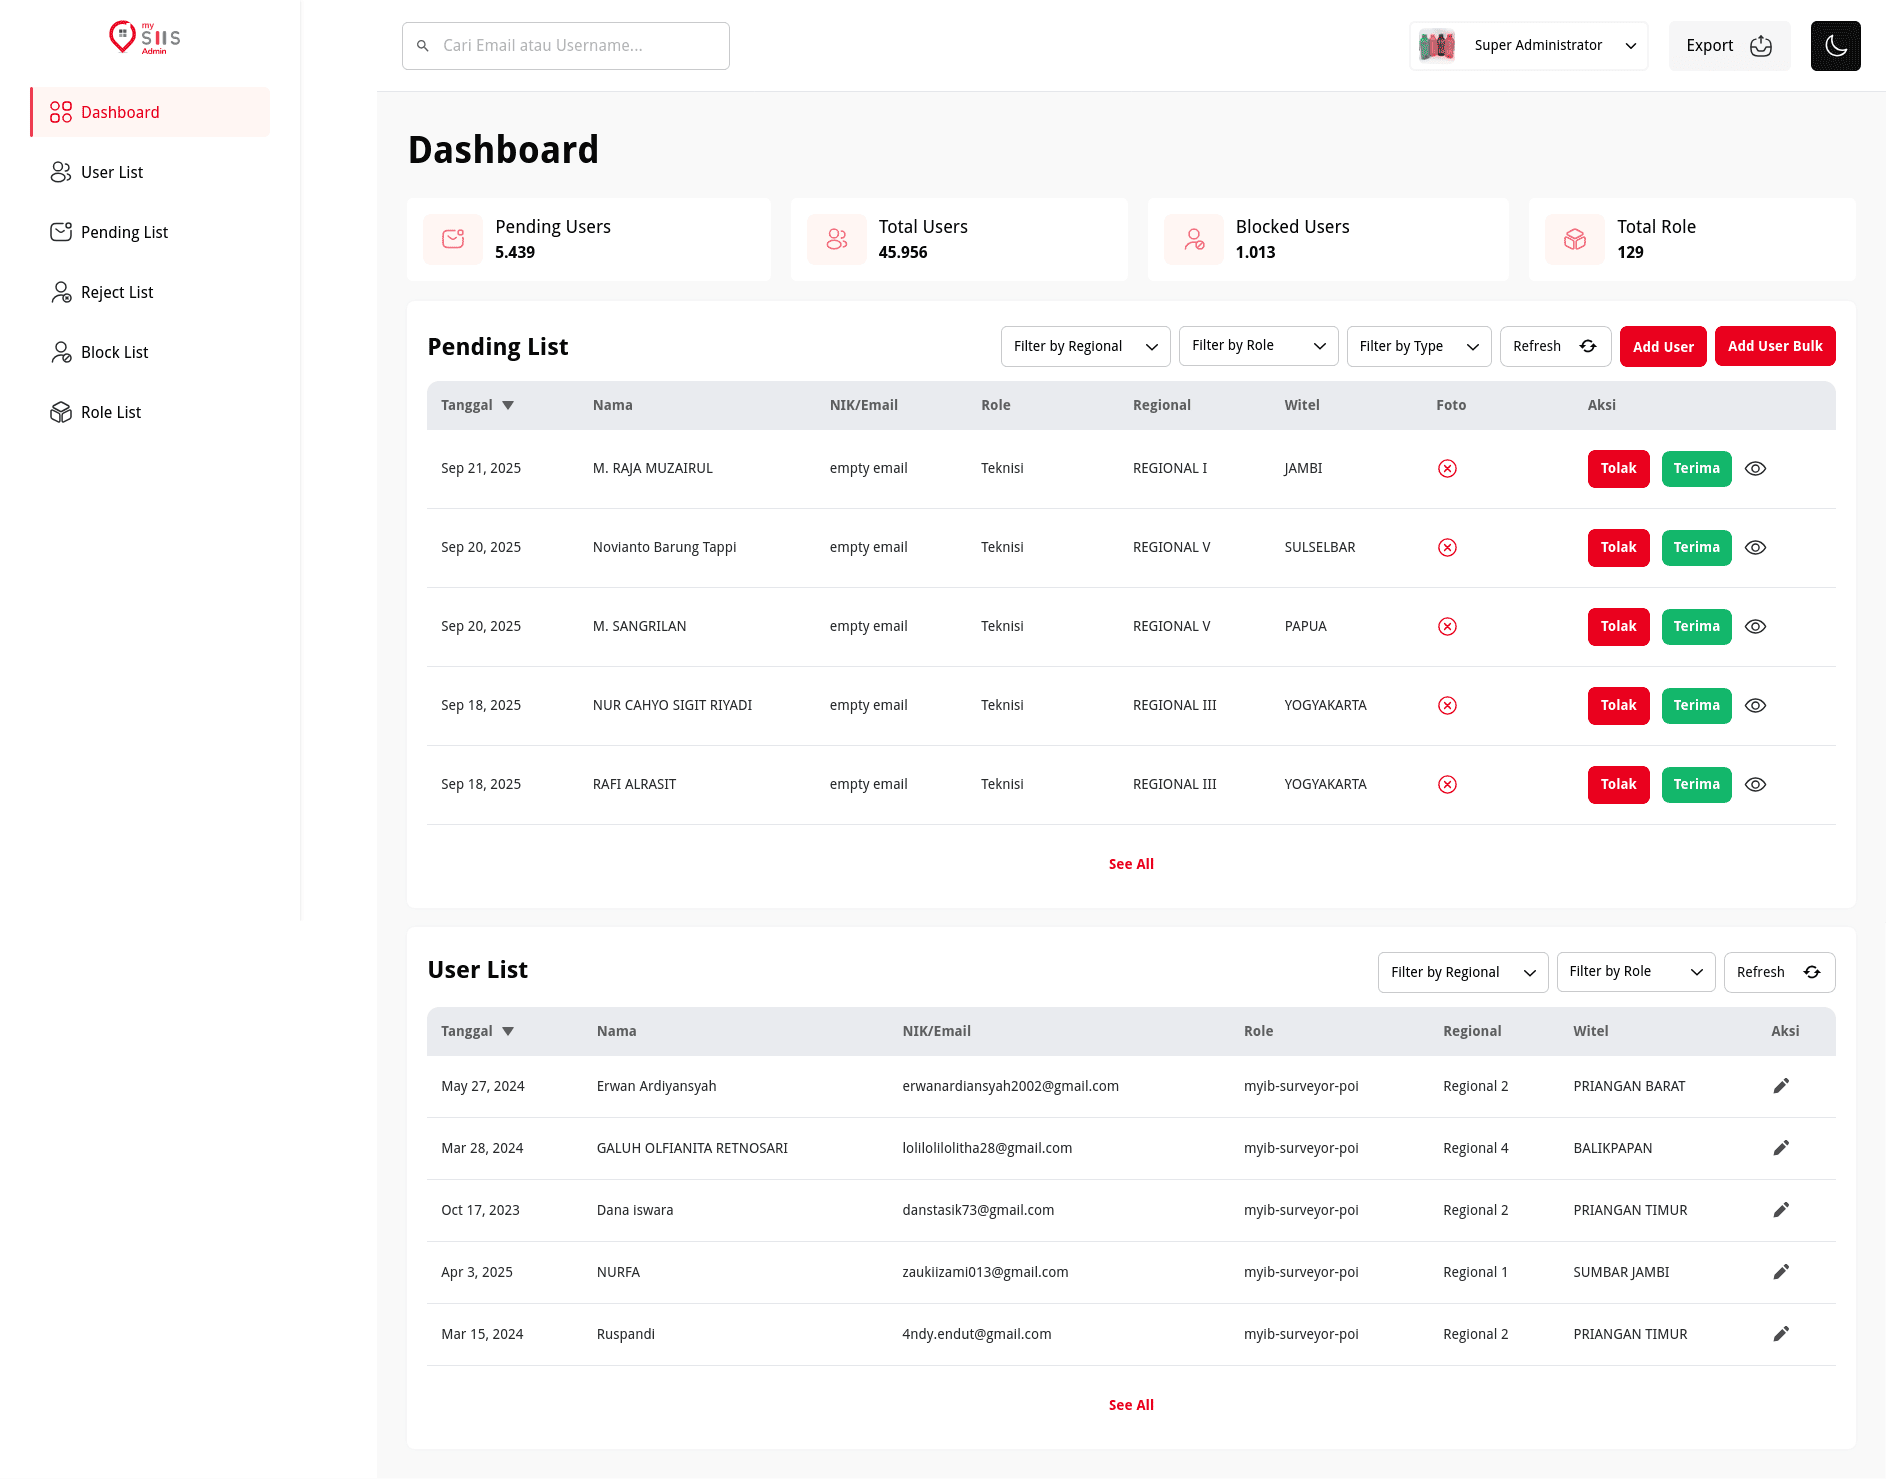 my
SIIS
Admin
Cari Email atau Username...
Super Administrator
Export
Dashboard
User List
Pending List
Reject List
Block List
Role List
Dashboard
Pending Users
5.439
Total Users
45.956
Blocked Users
1.013
Total Role
129
Pending List
Filter by Regional
Filter by Role
Filter by Type
Refresh
Add User
Add User Bulk
Tanggal Nama NIK/Email Role Regional Witel Foto Aksi
Sep 21, 2025 M. RAJA MUZAIRUL empty email Teknisi REGIONAL I JAMBI Tolak Terima
Sep 20, 2025 Novianto Barung Tappi empty email Teknisi REGIONAL V SULSELBAR Tolak Terima
Sep 20, 2025 M. SANGRILAN empty email Teknisi REGIONAL V PAPUA Tolak Terima
Sep 18, 2025 NUR CAHYO SIGIT RIYADI empty email Teknisi REGIONAL III YOGYAKARTA Tolak Terima
Sep 18, 2025 RAFI ALRASIT empty email Teknisi REGIONAL III YOGYAKARTA Tolak Terima
See All
User List
Filter by Regional
Filter by Role
Refresh
Tanggal Nama NIK/Email Role Regional Witel Aksi
May 27, 2024 Erwan Ardiyansyah erwanardiansyah2002@gmail.com myib-surveyor-poi Regional 2 PRIANGAN BARAT
Mar 28, 2024 GALUH OLFIANITA RETNOSARI lolilolilolitha28@gmail.com myib-surveyor-poi Regional 4 BALIKPAPAN
Oct 17, 2023 Dana iswara danstasik73@gmail.com myib-surveyor-poi Regional 2 PRIANGAN TIMUR
Apr 3, 2025 NURFA zaukiizami013@gmail.com myib-surveyor-poi Regional 1 SUMBAR JAMBI
Mar 15, 2024 Ruspandi 4ndy.endut@gmail.com myib-surveyor-poi Regional 2 PRIANGAN TIMUR
See All